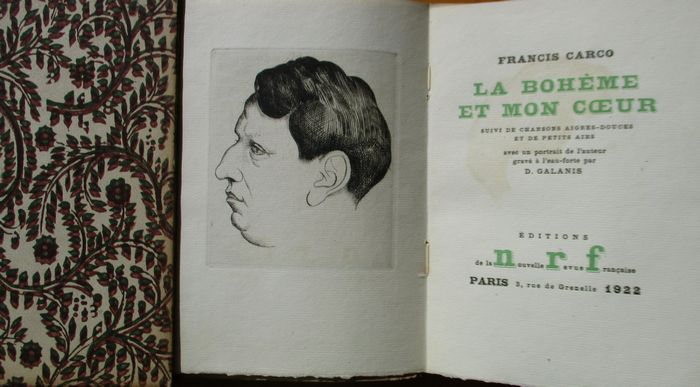 FRANCIS CARCO
LA BOHÈME
ET MON CŒUR
SUIVI DE CHANSONS AIGRES-DOUCES
ET DE PETITS AIRS
avec un portrait de l'auteur
gravé à l'eau-forte par
D. GALANIS
ÉDITIONS
de la nouvelle revue française
PARIS 3, rue de Grenelle 1922